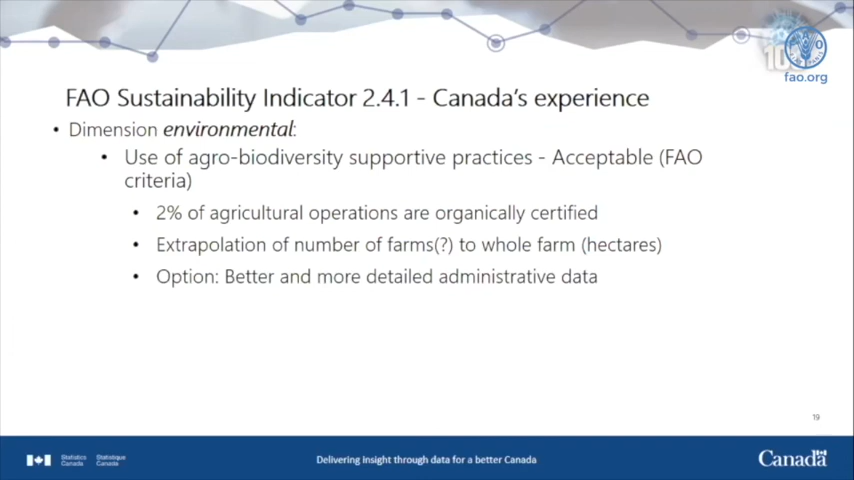 fao.org
FAO Sustainability Indicator 2.4.1 - Canada's experience
• Dimension environmental:
• Use of agro-biodiversity supportive practices - Acceptable (FAO
criteria)
• 2% of agricultural operations are organically certified
• Extrapolation of number of farms(?) to whole farm (hectares)
• Option: Better and more detailed administrative data
19
Statistics Statistique
Canada Canada
Delivering insight through data for a better Canada
Canada